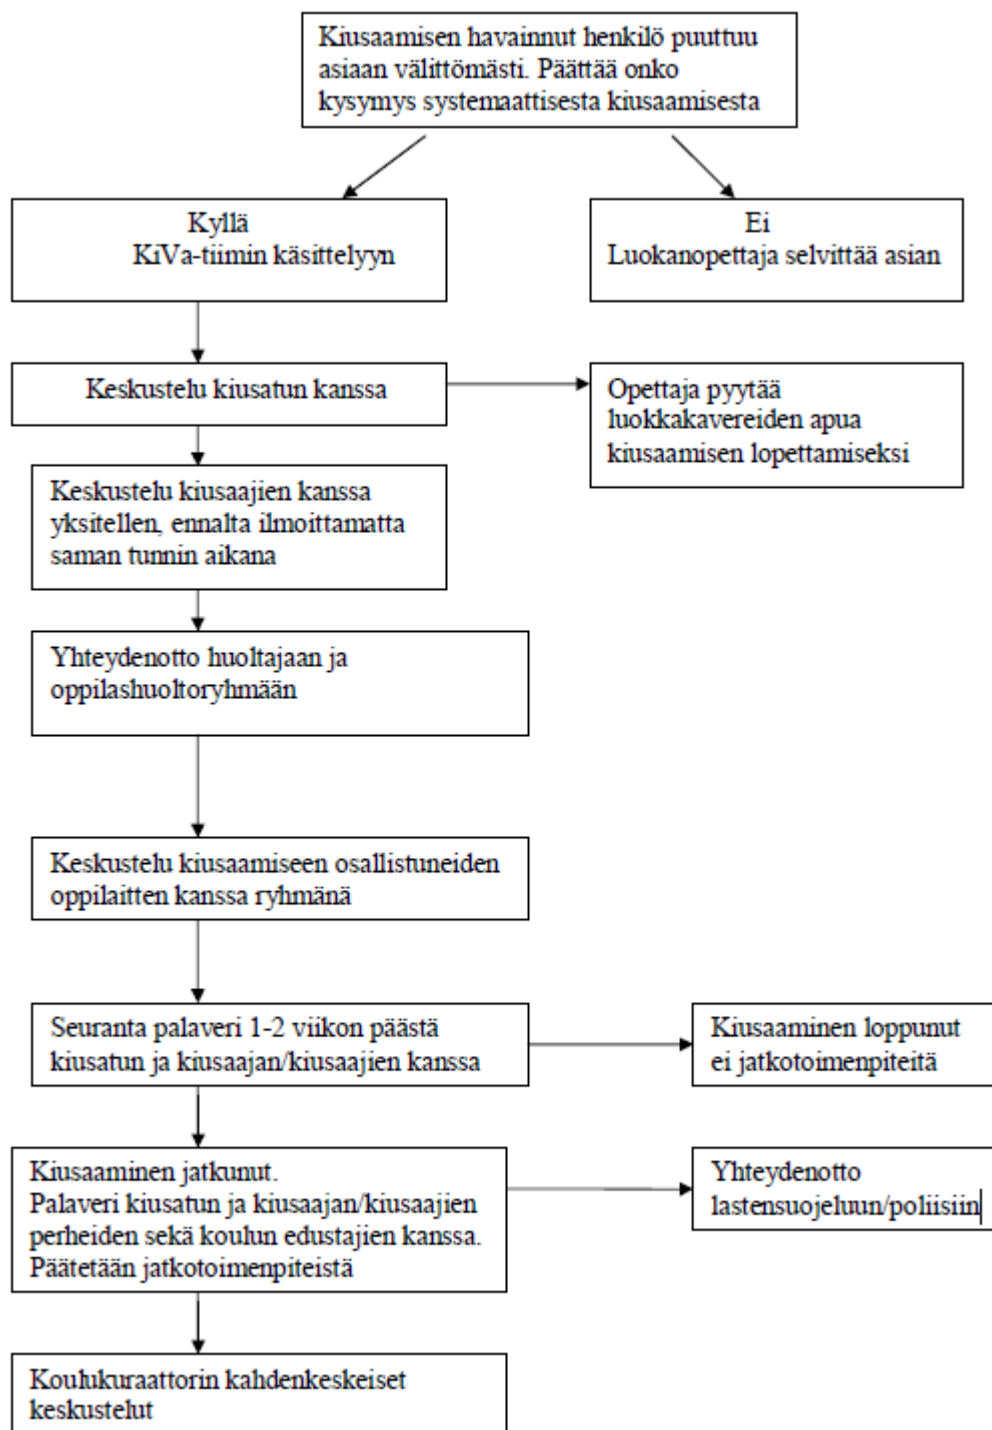 Kiusaamisen havainnut henkilö puuttuu
asiaan välittömästi. Päättää onko
kysymys systemaattisesta kiusaamisesta
Kyllä
KiVa-tiimin käsittelyyn
Ei
Luokanopettaja selvittää asian
Keskustelu kiusatun kanssa
Opettaja pyytää
luokkakavereiden apua
kiusaamisen lopettamiseksi
Keskustelu kiusaajien kanssa
yksitellen, ennalta ilmoittamatta
saman tunnin aikana
Yhteydenotto huoltajaan ja
oppilashuoltoryhmään
Keskustelu kiusaamiseen osallistuneiden
oppilaitten kanssa ryhmänä
Seuranta palaveri 1-2 viikon päästä
kiusatun ja kiusaajan/kiusaajien kanssa
Kiusaaminen loppunut
ei jatkotoimenpiteitä
Kiusaaminen jatkunut.
Palaveri kiusatun ja kiusaajan/kiusaajien
perheiden sekä koulun edustajien kanssa.
Päätetään jatkotoimenpiteistä
Yhteydenotto
lastensuojeluun/poliisiin
Koulukuraattorin kahdenkeskeiset
keskustelut